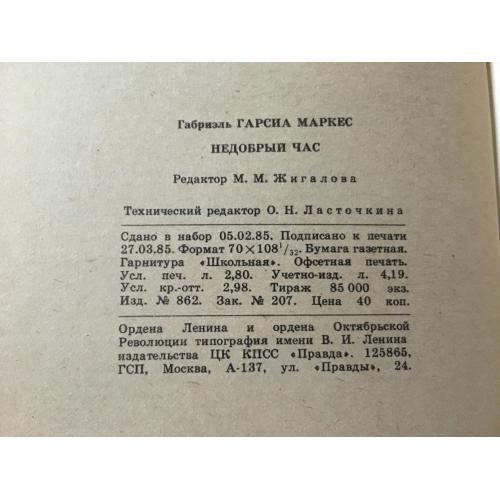 Габриэль ГАРСИА МАРКЕС
НЕДОБРЫЙ ЧАС
Редактор М. М. Жигалова
Технический редактор О. Н. Ласточкина
Сдано в набор 05.02.85. Подписано к печати
27.03.85. Формат 70×108¹/₃₂. Бумага газетная.
Гарнитура «Школьная». Офсетная печать.
Усл. печ. л. 2,80. Учетно-изд. л. 4,19.
Усл. кр.-отт. 2,98. Тираж 85 000 экз.
Изд. № 862. Зак. № 207. Цена 40 коп.
Ордена Ленина и ордена Октябрьской
Революции типография имени В. И. Ленина
издательства ЦК КПСС «Правда». 125865,
ГСП, Москва, А-137, ул. «Правды», 24.